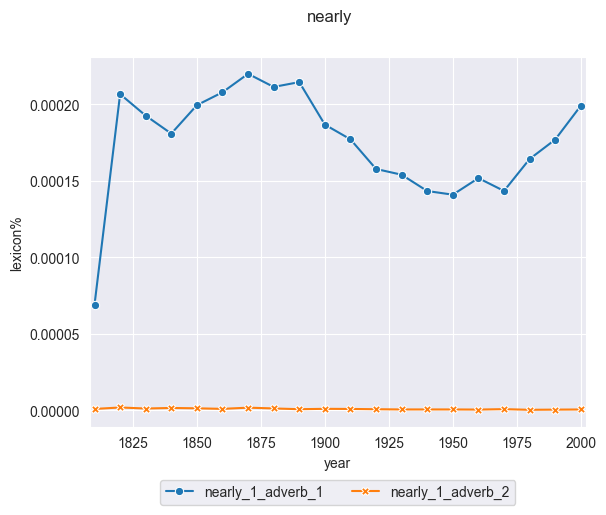 nearly
0.00020
0.00015
0.00010
0.00005
0.00000
lexicon%
1825 1850 1875 1900 1925 1950 1975 2000
year
nearly_1_adverb_1 nearly_1_adverb_2